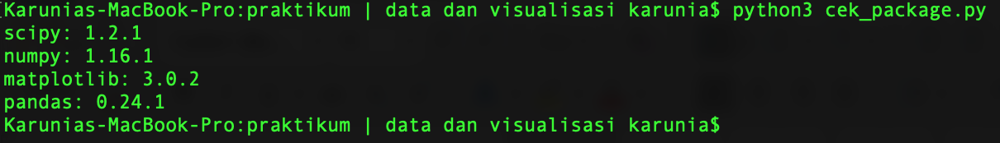 Karunias-MacBook-Pro:praktikum | data dan visualisasi karunia$ python3 cek_package.py
scipy: 1.2.1
numpy: 1.16.1
matplotlib: 3.0.2
pandas: 0.24.1
Karunias-MacBook-Pro:praktikum | data dan visualisasi karunia$